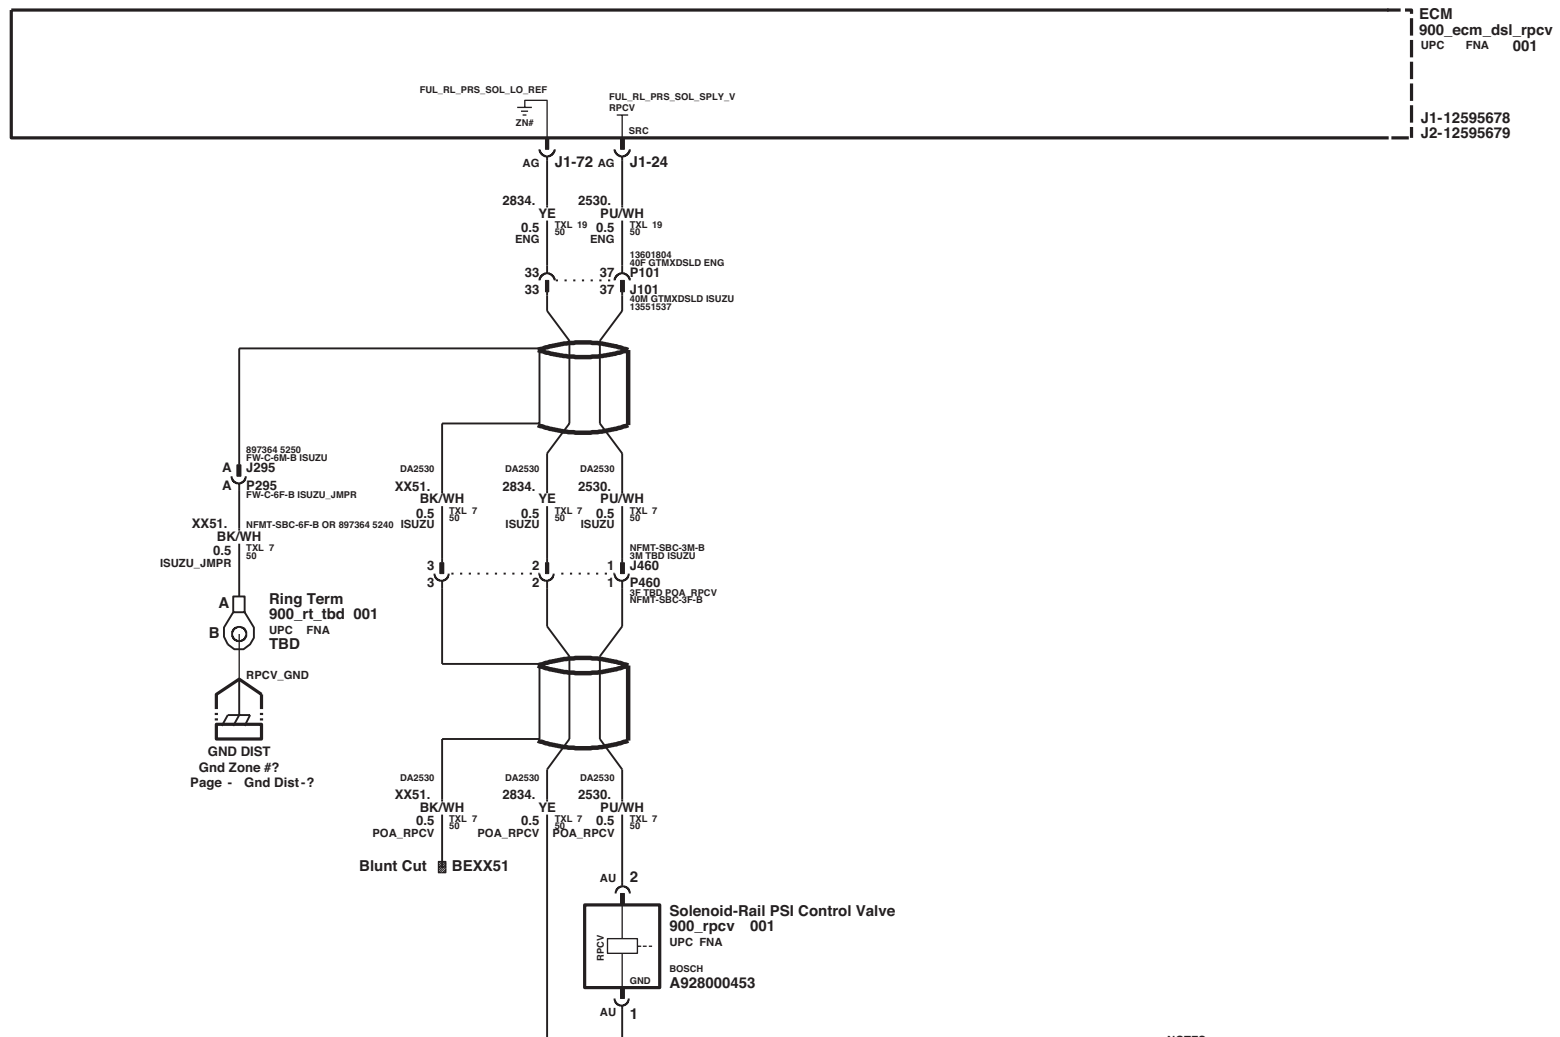 ECM
900_ecm_dsl_rpcv
UPC FNA 001
J1-12595678
J2-12595679
FUL_RL_PRS_SOL_LO_REF
ZN#
FUL_RL_PRS_SOL_SPLY_V
RPCV
SRC
AG J1-72
AG J1-24
2834.
YE
0.5 TXL 19
50
ENG
2530.
PU/WH
0.5 TXL 19
50
ENG
13601804
40F GTMXDSLD ENG
33 37 P101
33 37 J101
40M GTMXDSLD ISUZU
13551537
897364 5250
FW-C-6M-B ISUZU
A J295
A P295
FW-C-6F-B ISUZU_JMPR
XX51. NFMT-SBC-6F-B OR 897364 5240
BK/WH
0.5 TXL 7
50
ISUZU_JMPR
A
B
Ring Term
900_rt_tbd 001
UPC FNA
TBD
RPCV_GND
GND DIST
Gnd Zone #?
Page - Gnd Dist-?
DA2530
XX51.
BK/WH
0.5 TXL 7
50
ISUZU
DA2530
2834.
YE
0.5 TXL 7
50
ISUZU
DA2530
2530.
PU/WH
0.5 TXL 7
50
ISUZU
NFMT-SBC-3M-B
3M TBD ISUZU
3 2 1 J460
3 2 1 P460
3F TBD POA_RPCV
NFMT-SBC-3F-B
DA2530
XX51.
BK/WH
0.5 TXL 7
50
POA_RPCV
DA2530
2834.
YE
0.5 TXL 7
50
POA_RPCV
DA2530
2530.
PU/WH
0.5 TXL 7
50
POA_RPCV
Blunt Cut BEXX51
AU 2
Solenoid-Rail PSI Control Valve
900_rpcv 001
UPC FNA
RPCV
BOSCH
GND
A928000453
AU 1